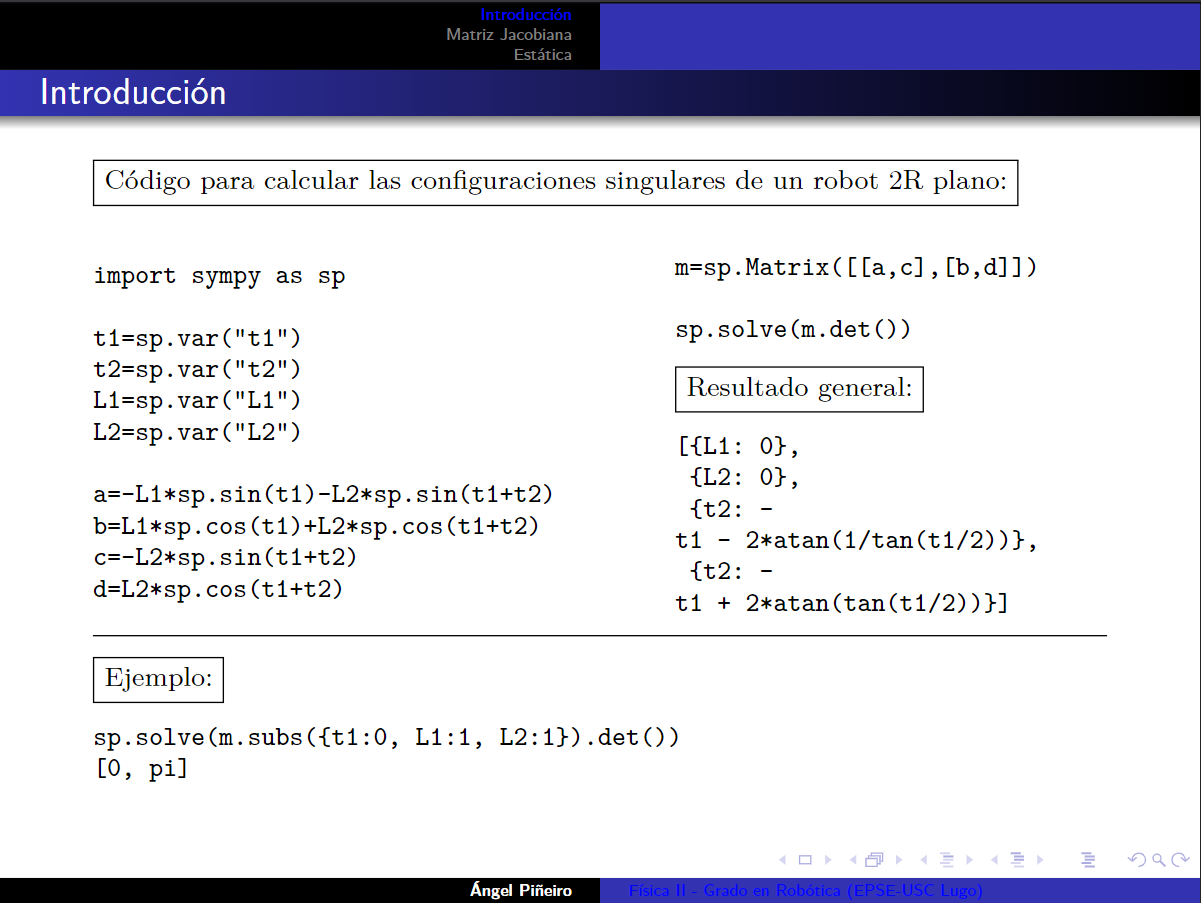 Introducción
Matriz Jacobiana
Estática
Introducción
Código para calcular las configuraciones singulares de un robot 2R plano:
import sympy as sp
t1=sp.var("t1")
t2=sp.var("t2")
L1=sp.var("L1")
L2=sp.var("L2")
a=-L1*sp.sin(t1)-L2*sp.sin(t1+t2)
b=L1*sp.cos(t1)+L2*sp.cos(t1+t2)
c=-L2*sp.sin(t1+t2)
d=L2*sp.cos(t1+t2)
m=sp.Matrix([[a,c],[b,d]])
sp.solve(m.det())
Resultado general:
[{L1: 0},
{L2: 0},
{t2: -
t1 - 2*atan(1/tan(t1/2))},
{t2: -
t1 + 2*atan(tan(t1/2))}]
Ejemplo:
sp.solve(m.subs({t1:0, L1:1, L2:1}).det())
[0, pi]
Ángel Piñeiro
Física II - Grado en Robótica (EPSE-USC Lugo)